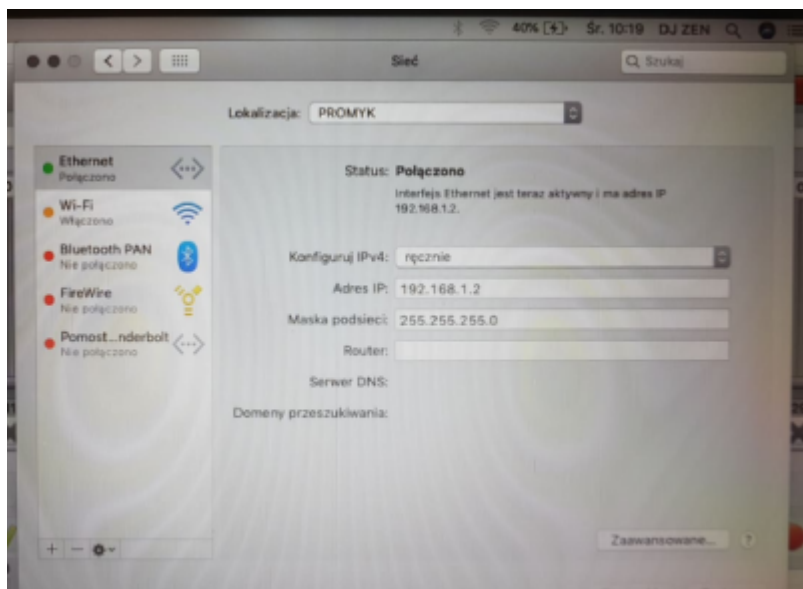 40% Śr. 10:19 DJ ZEN
Sieć
Szukaj
Lokalizacja: PROMYK
Ethernet
Połączono
Wi-Fi
Włączono
Bluetooth PAN
Nie połączono
FireWire
Nie połączono
Pomost...nderbolt
Nie połączono
Status: Połączono
Interfejs Ethernet jest teraz aktywny i ma adres IP
192.168.1.2.
Konfiguruj IPv4: ręcznie
Adres IP: 192.168.1.2
Maska podsieci: 255.255.255.0
Router:
Serwer DNS:
Domeny przeszukiwania:
Zaawansowane... ?